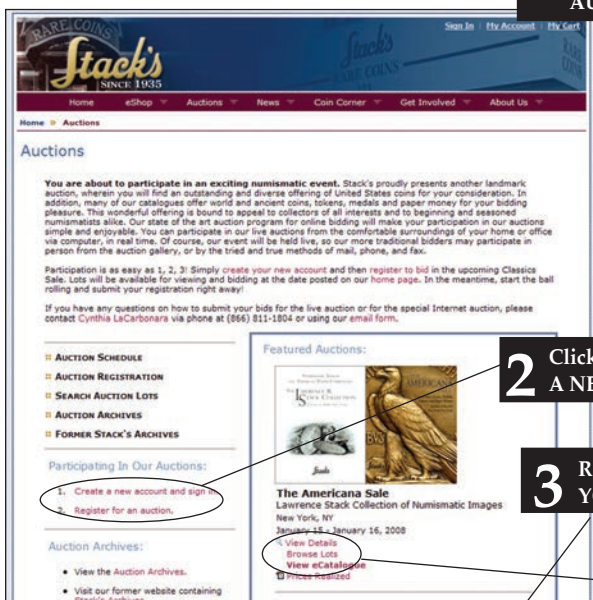 AU
RARE COINS
Stack's
SINCE 1935
Stack's
RARE COINS
Sign In | My Account | My Cart
Home eShop Auctions News Coin Corner Get Involved About Us
Home » Auctions
Auctions
You are about to participate in an exciting numismatic event. Stack's proudly presents another landmark
auction, wherein you will find an outstanding and diverse offering of United States coins for your consideration. In
addition, many of our catalogues offer world and ancient coins, tokens, medals and paper money for your bidding
pleasure. This wonderful offering is bound to appeal to collectors of all interests and to beginning and seasoned
numismatists alike. Our state of the art auction program for online bidding will make your participation in our auctions
simple and enjoyable. You can participate in our live auctions from the comfortable surroundings of your home or office
via computer, in real time. Of course, our event will be held live, so our more traditional bidders may participate in
person from the auction gallery, or by the tried and true methods of mail, phone, and fax.
Participation is as easy as 1, 2, 3! Simply create your new account and then register to bid in the upcoming Classics
Sale. Lots will be available for viewing and bidding at the date posted on our home page. In the meantime, start the ball
rolling and submit your registration right away!
If you have any questions on how to submit your bids for the live auction or for the special Internet auction, please
contact Cynthia LaCarbonara via phone at (866) 811-1804 or using our email form.
AUCTION SCHEDULE
AUCTION REGISTRATION
SEARCH AUCTION LOTS
AUCTION ARCHIVES
FORMER STACK'S ARCHIVES
Participating In Our Auctions:
1. Create a new account and sign in.
2. Register for an auction.
Auction Archives:
• View the Auction Archives.
• Visit our former website containing
Stack's Archives
Featured Auctions:
AMERICANA
Stack's
The Americana Sale
Lawrence Stack Collection of Numismatic Images
New York, NY
January 15 - January 16, 2008
View Details
Browse Lots
View eCatalogue
Prices Realized
2 Click
A NE
3 R
Y